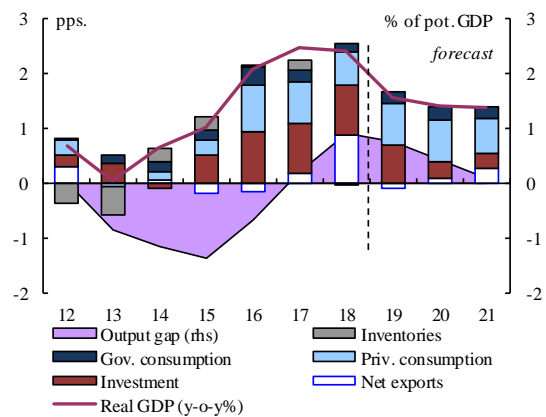 pps.
% of pot. GDP
forecast
3
3
2
2
1
1
0
0
-1
-1
-2
-2
12 13 14 15 16 17 18 19 20 21
Output gap (rhs)
Inventories
Gov. consumption
Priv. consumption
Investment
Net exports
Real GDP (y-o-y%)